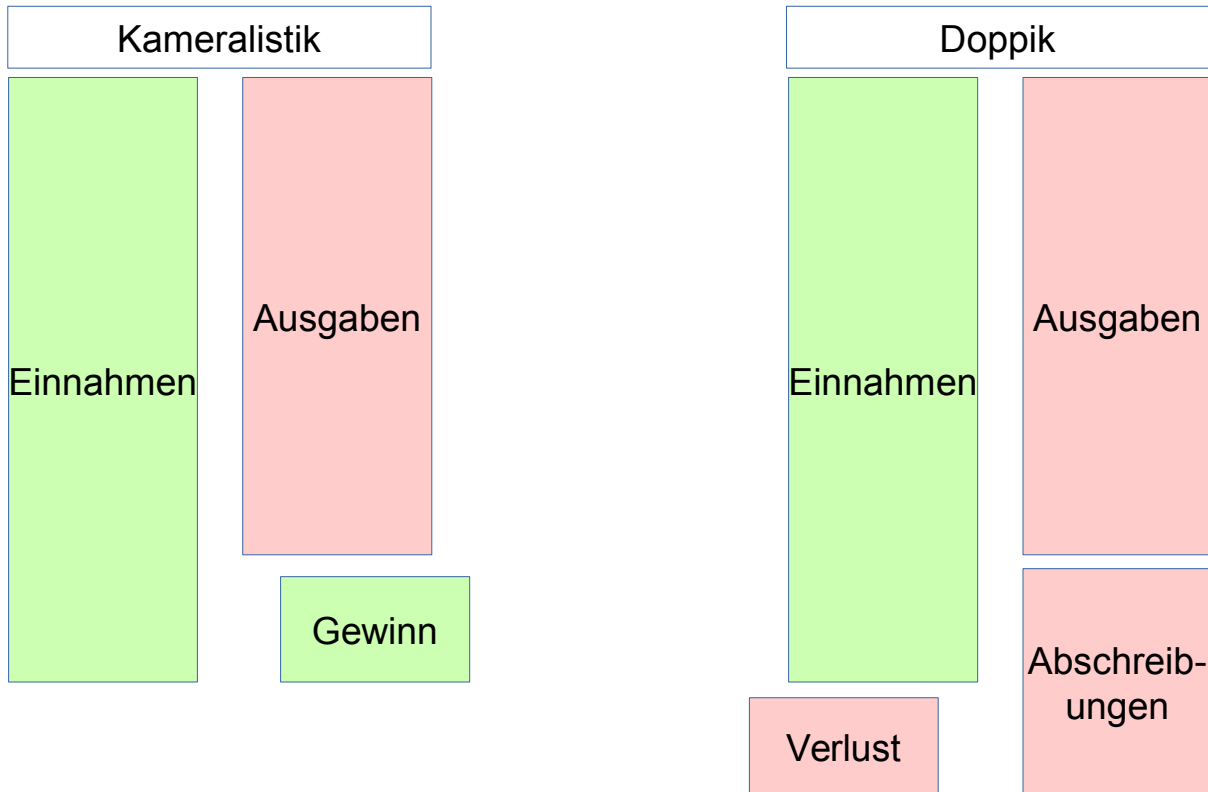 Kameralistik
Einnahmen
Ausgaben
Gewinn
Doppik
Einnahmen
Verlust
Ausgaben
Abschreib-
ungen